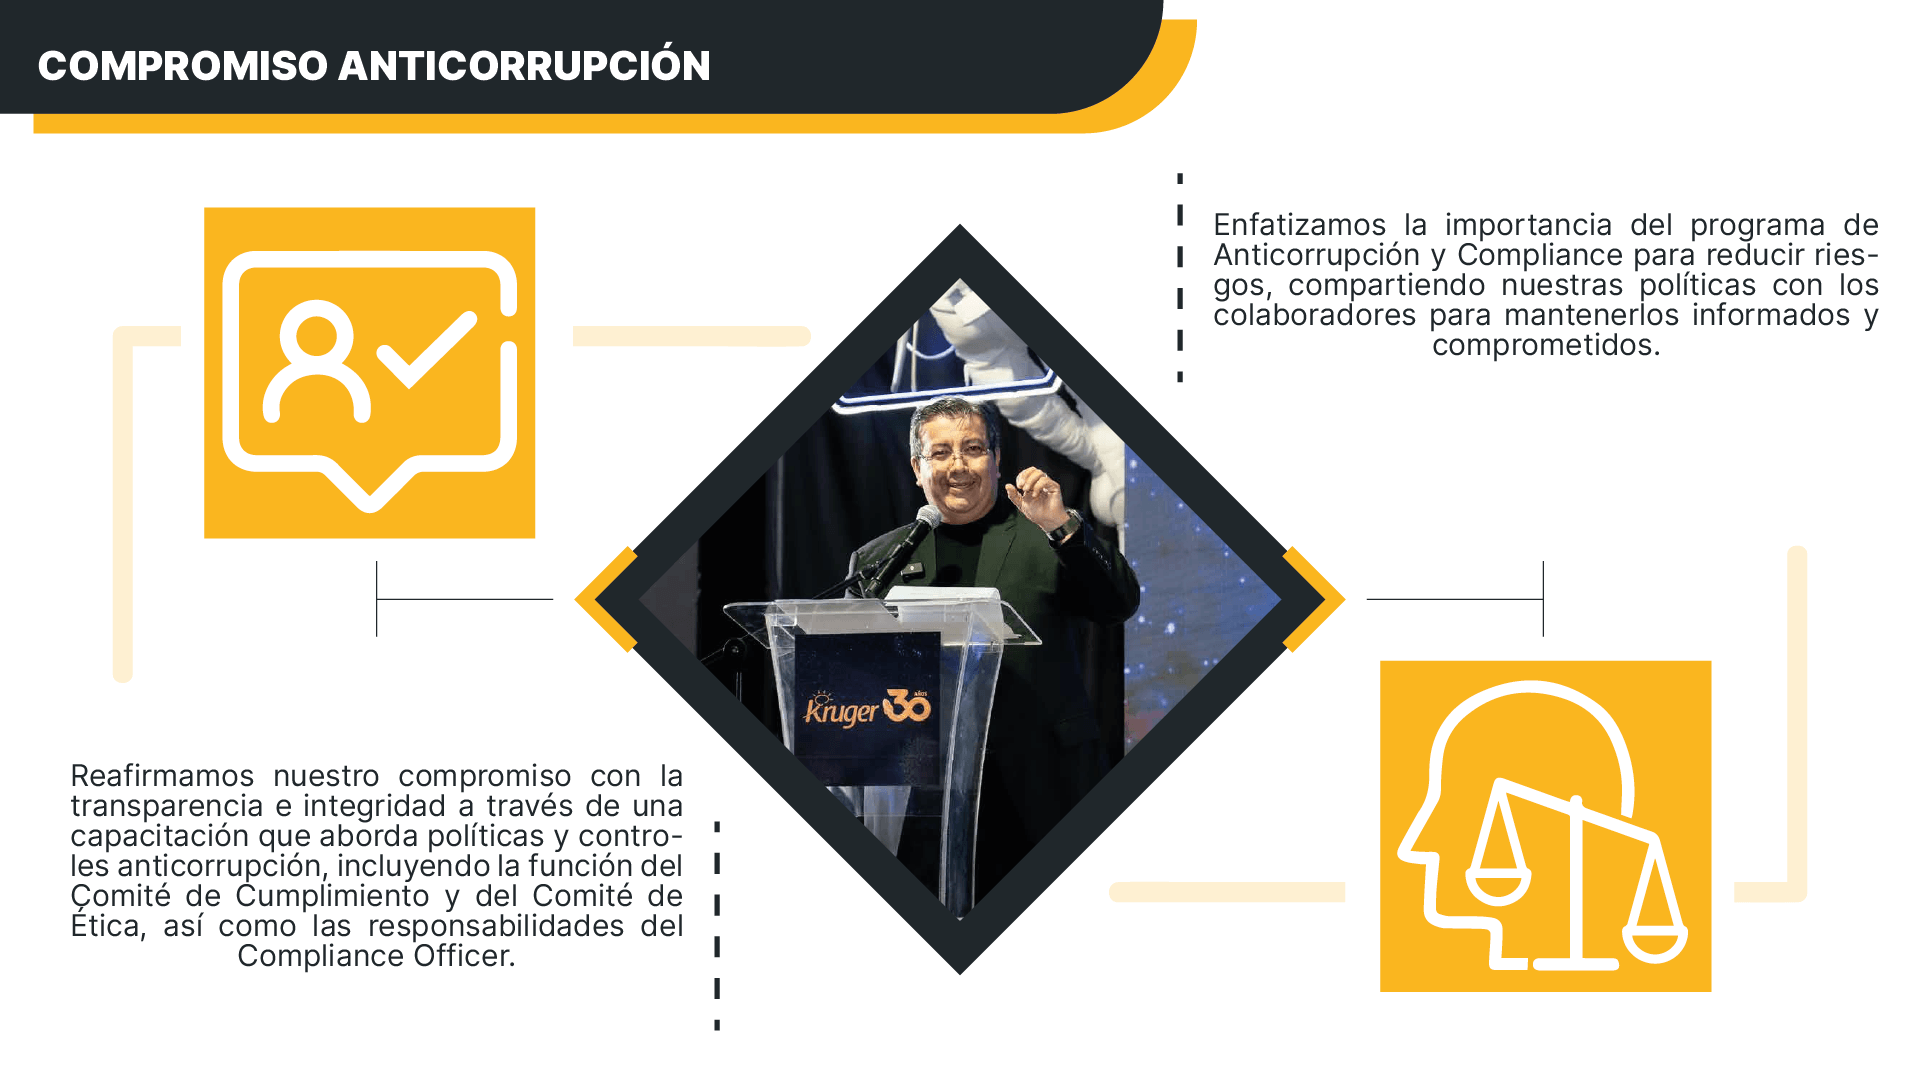 COMPROMISO ANTICORRUPCIÓN
Enfatizamos la importancia del programa de
Anticorrupción y Compliance para reducir ries-
gos, compartiendo nuestras políticas con los
colaboradores para mantenerlos informados y
comprometidos.
kruger 30 años
Reafirmamos nuestro compromiso con la
transparencia e integridad a través de una
capacitación que aborda políticas y contro-
les anticorrupción, incluyendo la función del
Comité de Cumplimiento y del Comité de
Ética, así como las responsabilidades del
Compliance Officer.